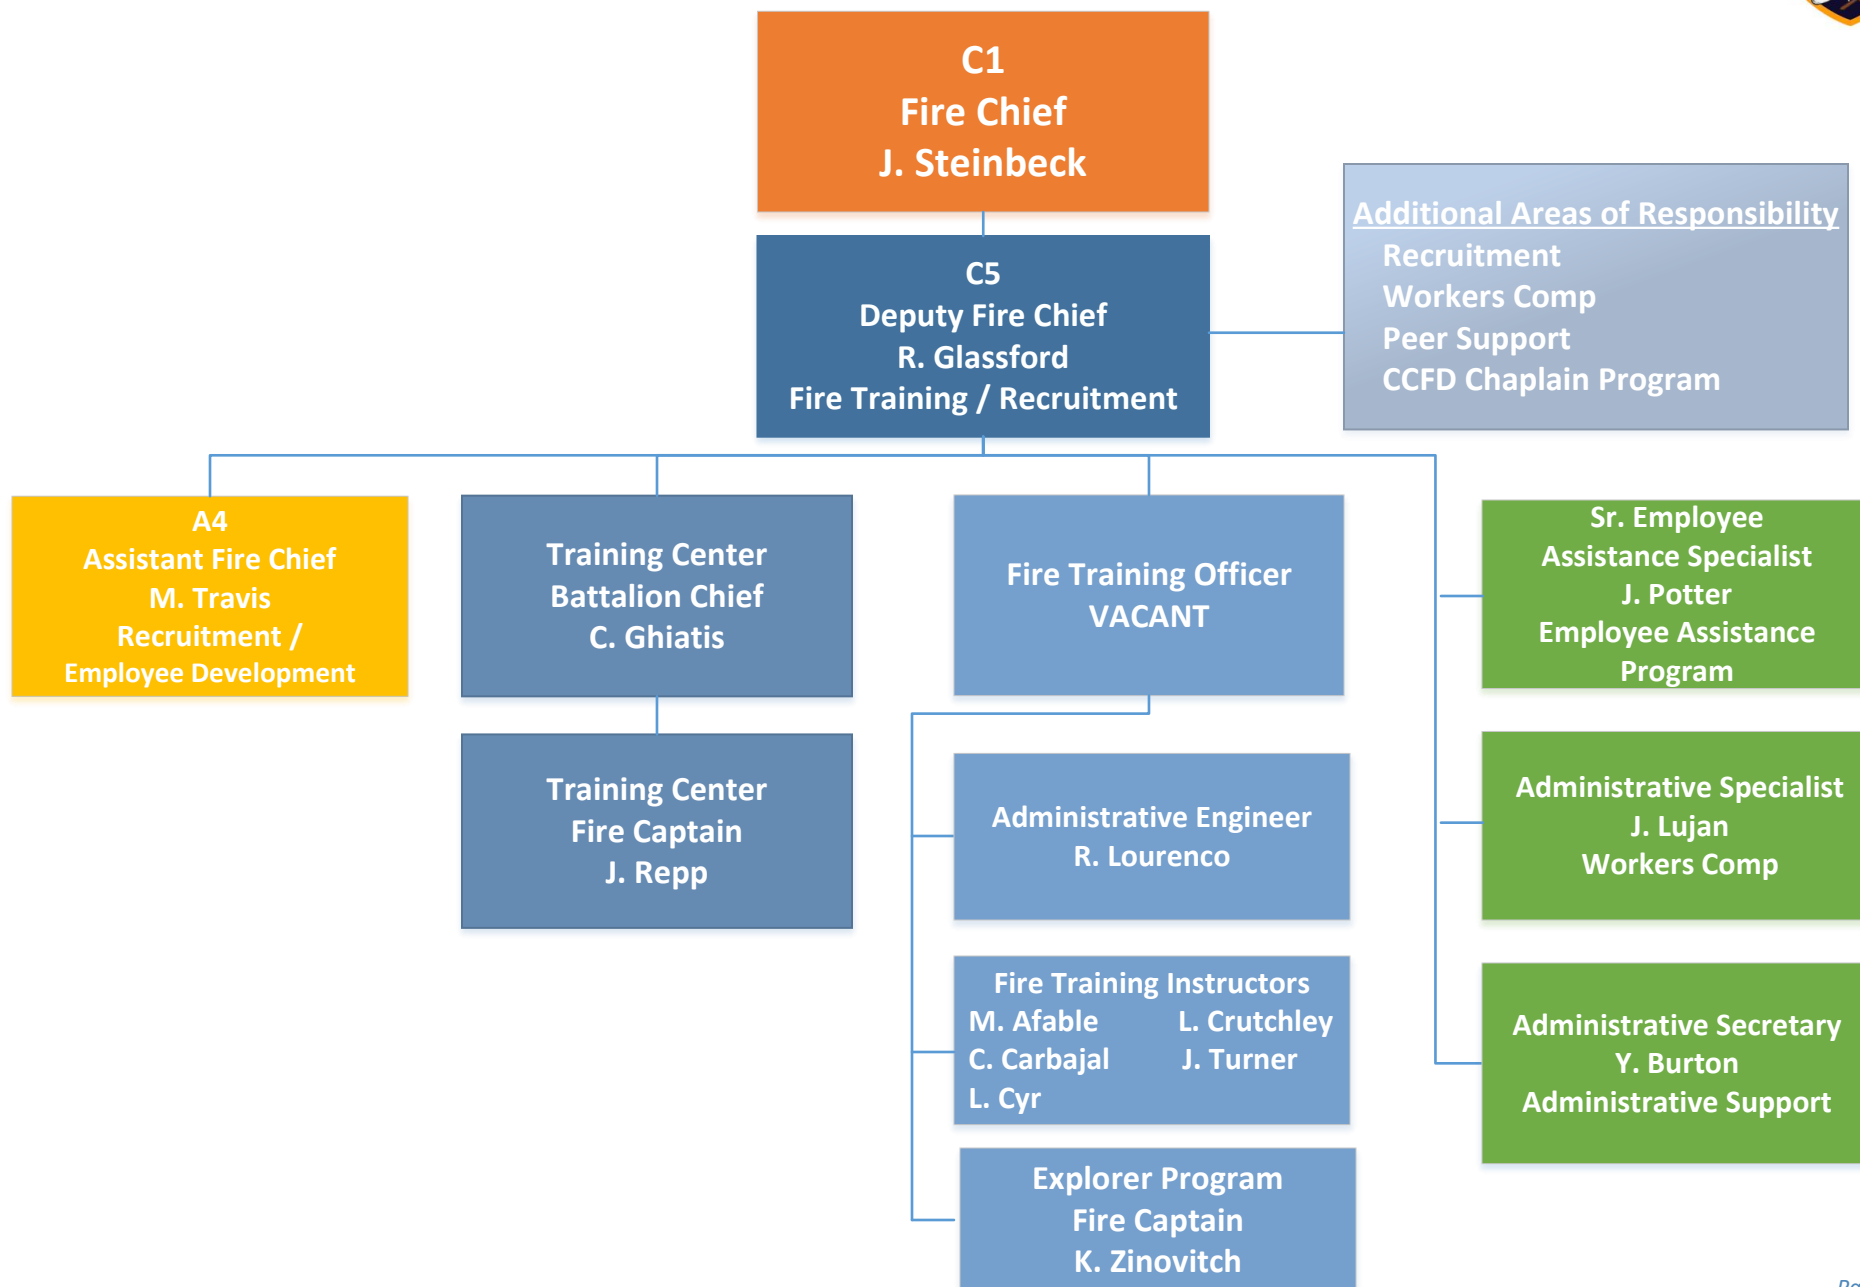 C1
Fire Chief
J. Steinbeck
C5
Deputy Fire Chief
R. Glassford
Fire Training / Recruitment
Additional Areas of Responsibility
Recruitment
Workers Comp
Peer Support
CCFD Chaplain Program
A4
Assistant Fire Chief
M. Travis
Recruitment /
Employee Development
Training Center
Battalion Chief
C. Ghiatis
Training Center
Fire Captain
J. Repp
Fire Training Officer
VACANT
Administrative Engineer
R. Lourenco
Fire Training Instructors
M. Afable L. Crutchley
C. Carbajal J. Turner
L. Cyr
Explorer Program
Fire Captain
K. Zinovitch
Sr. Employee
Assistance Specialist
J. Potter
Employee Assistance
Program
Administrative Specialist
J. Lujan
Workers Comp
Administrative Secretary
Y. Burton
Administrative Support